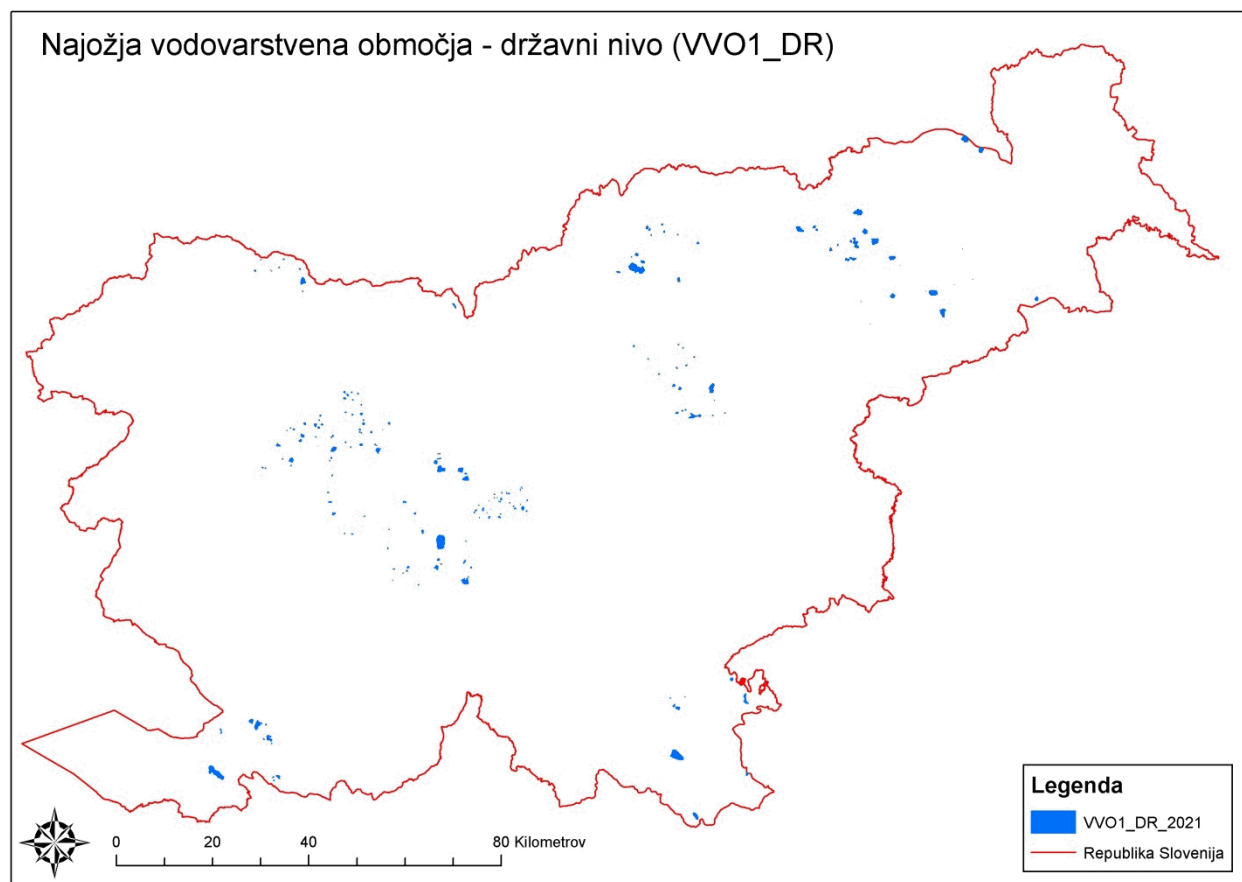 Najožja vodovarstvena območja - državni nivo (VVO1_DR)
Legenda
VVO1_DR_2021
Republika Slovenija
0 20 40 80 Kilometrov